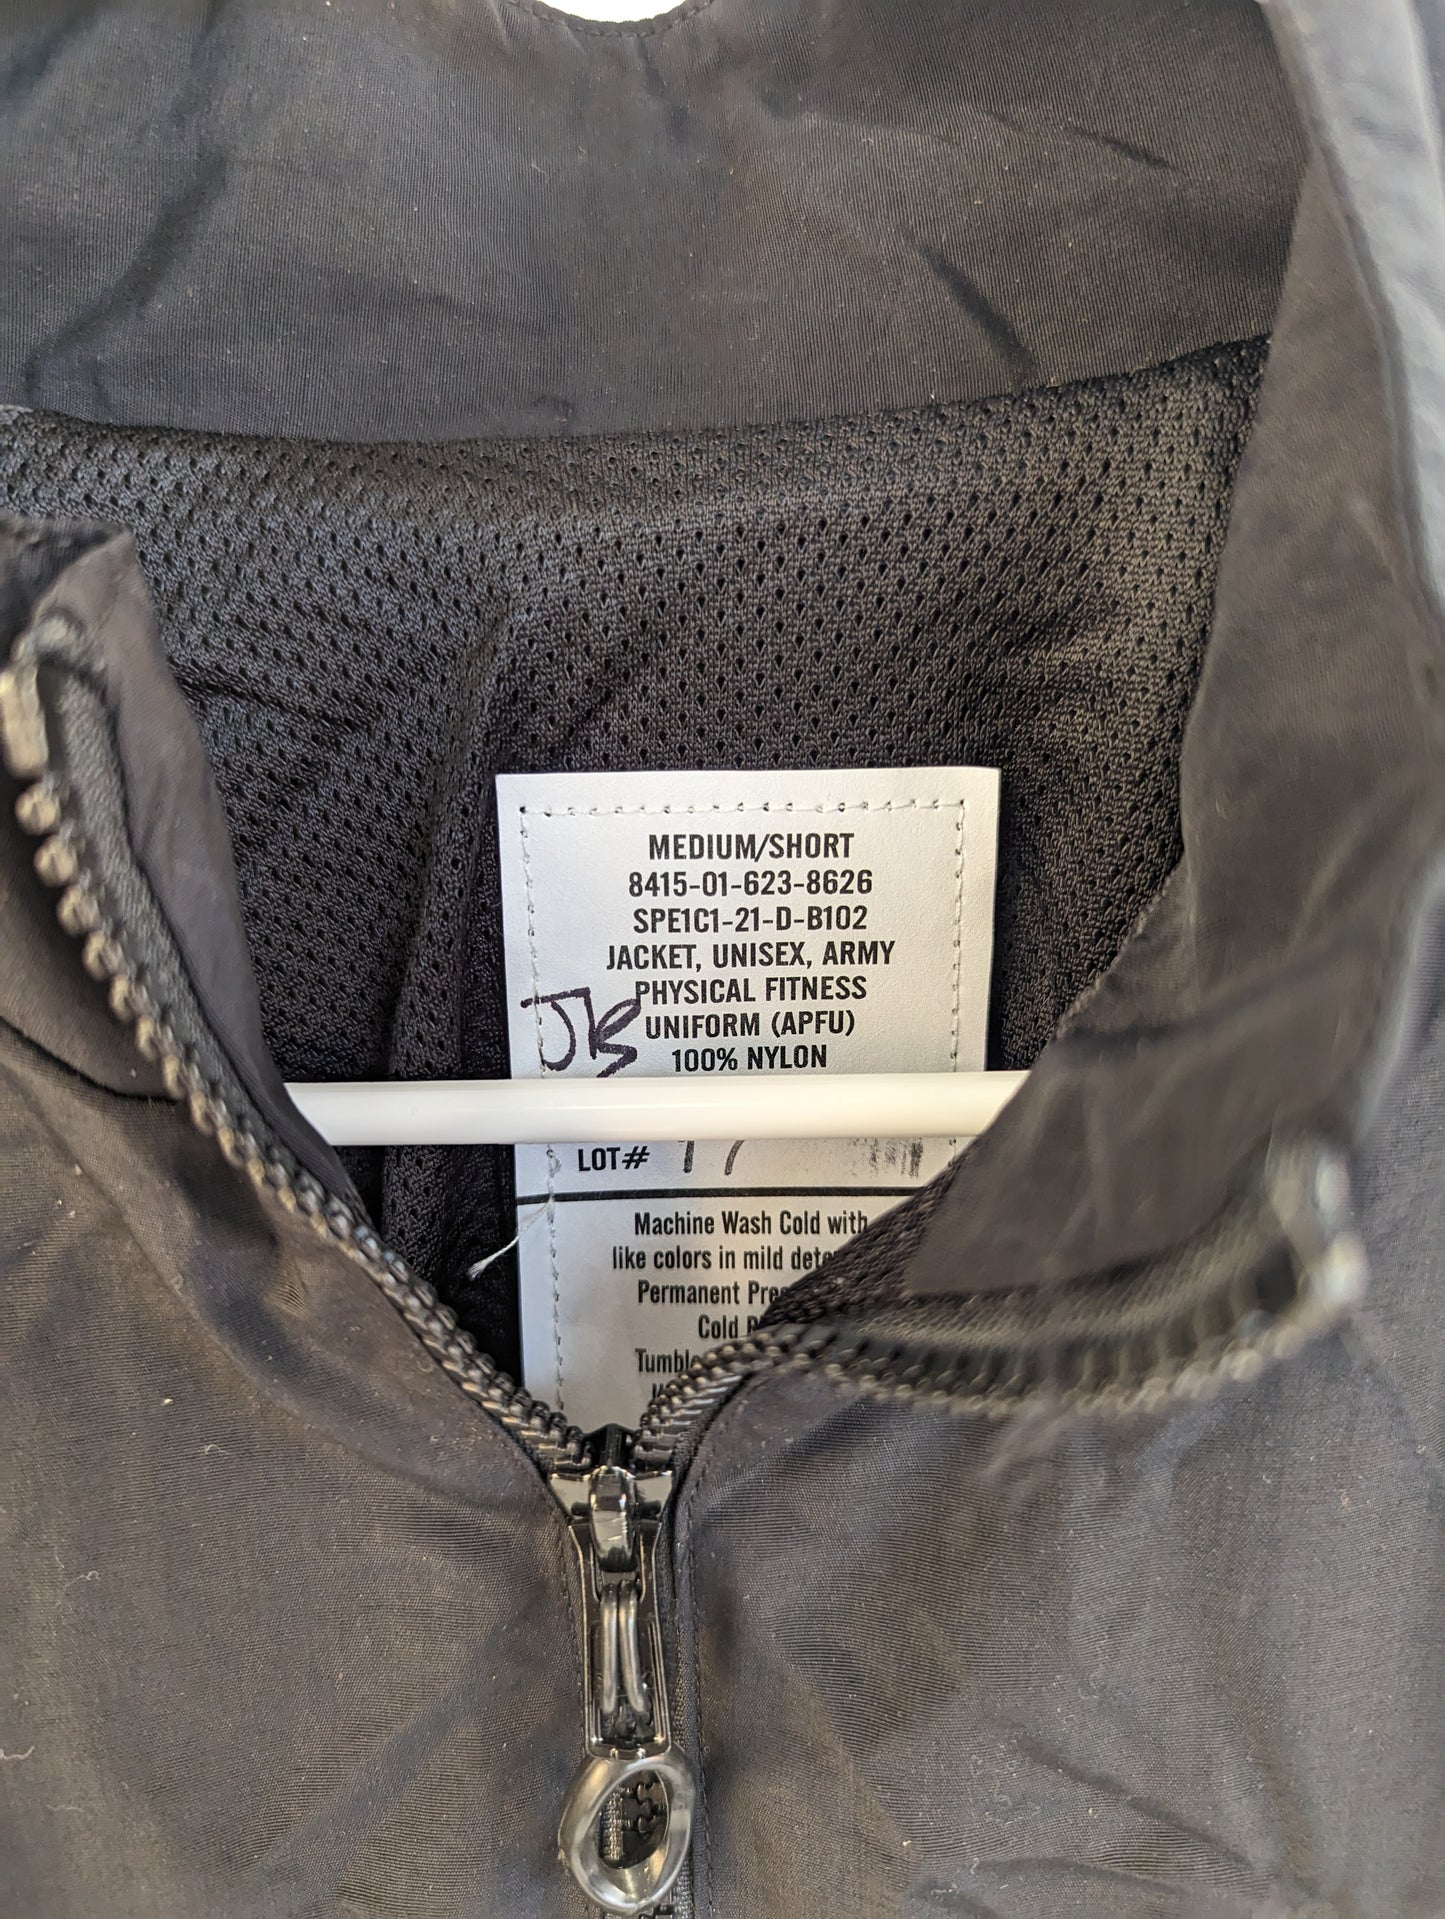 MEDIUM/SHORT
8415-01-623-8626
SPE1C1-21-D-B102
JACKET, UNISEX, ARMY
PHYSICAL FITNESS
UNIFORM (APFU)
100% NYLON
JB
LOT#
Machine Wash Cold with
like colors in mild
Permanent
Cold